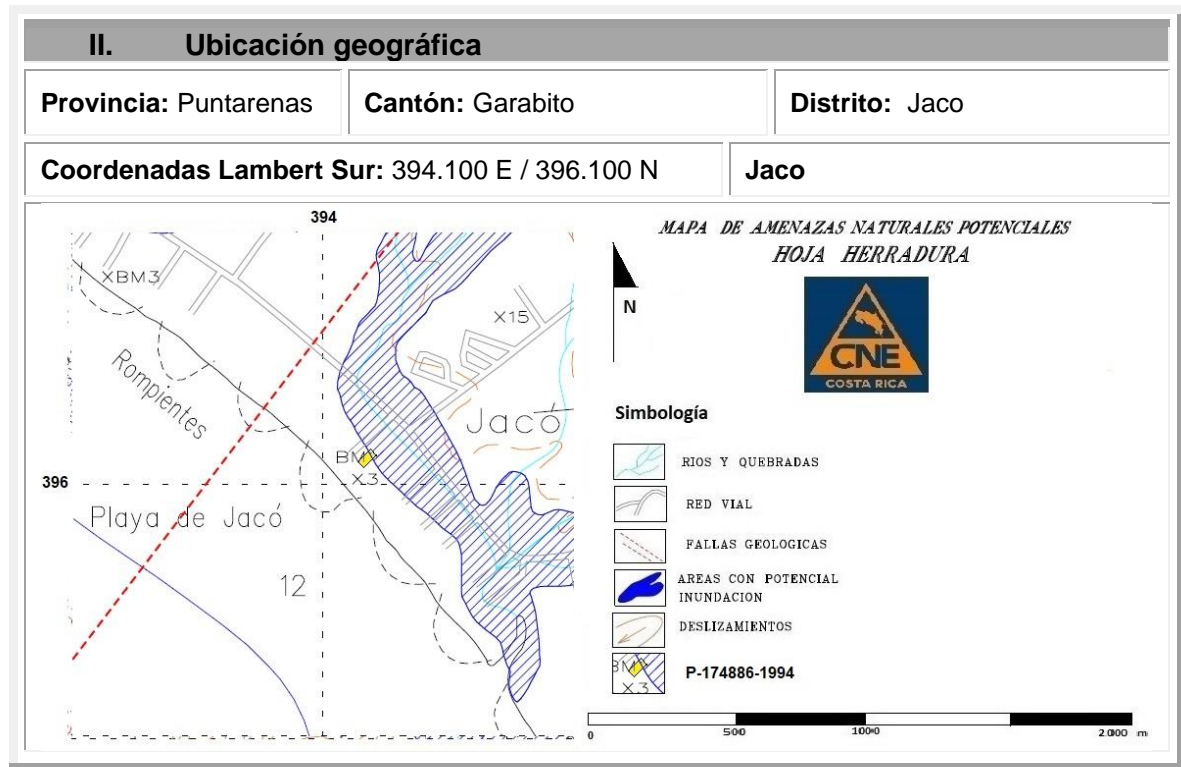 II. Ubicación geográfica
Provincia: Puntarenas
Cantón: Garabito
Distrito: Jaco
Coordenadas Lambert Sur: 394.100 E / 396.100 N
Jaco
394
XBM3
Rompientes
X15
Jacó
BM
X3
396
Playa de Jacó
12
MAPA DE AMENAZAS NATURALES POTENCIALES
HOJA HERRADURA
N
CNE
COSTA RICA
Simbología
RIOS Y QUEBRADAS
RED VIAL
FALLAS GEOLOGICAS
AREAS CON POTENCIAL
INUNDACION
DESLIZAMIENTOS
BM
X3
P-174886-1994
0 500 1000 2.000 m